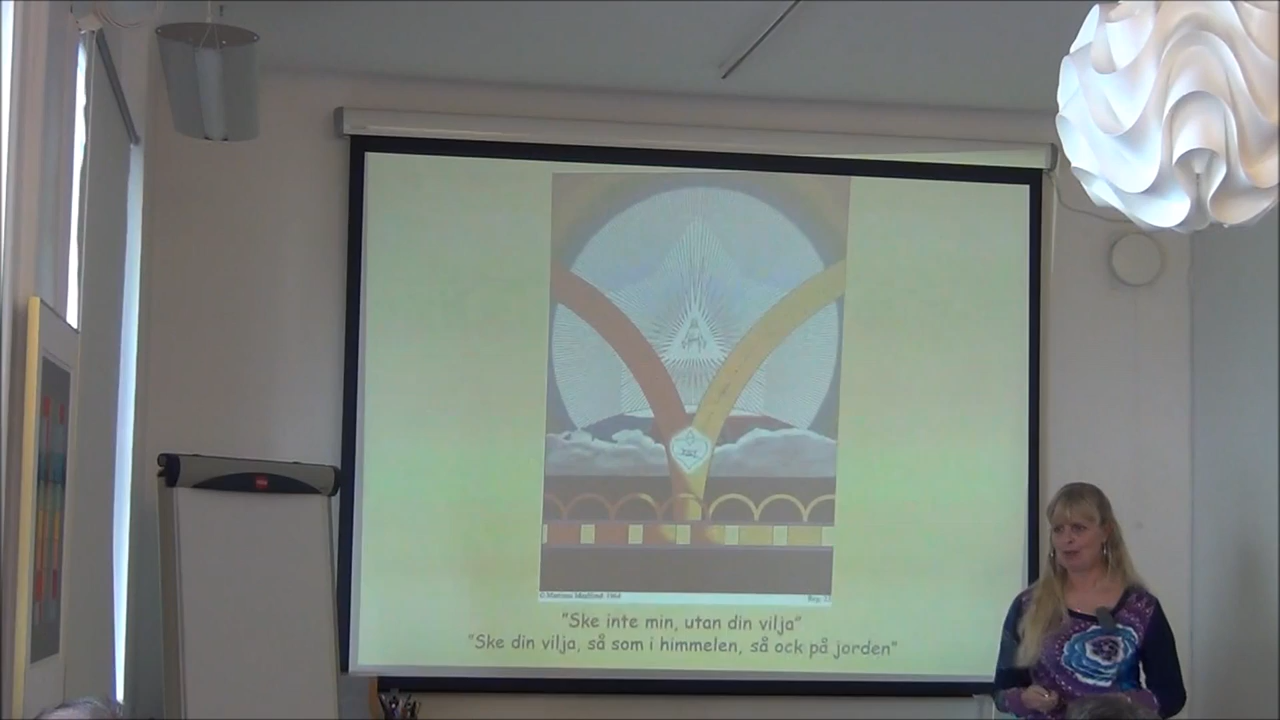 "Ske inte min, utan din vilja"
"Ske din vilja, så som i himmelen, så ock på jorden"